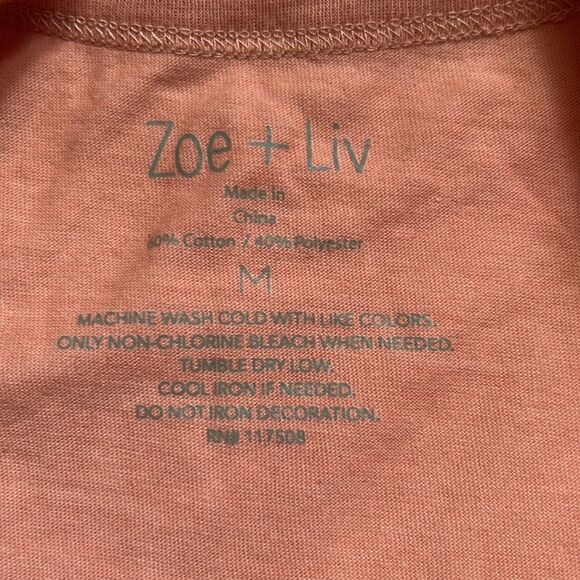 Zoe + Liv
Made in
China
60% Cotton / 40% Polyester
M
MACHINE WASH COLD WITH LIKE COLORS.
ONLY NON-CHLORINE BLEACH WHEN NEEDED.
TUMBLE DRY LOW.
COOL IRON IF NEEDED.
DO NOT IRON DECORATION.
RN# 117508